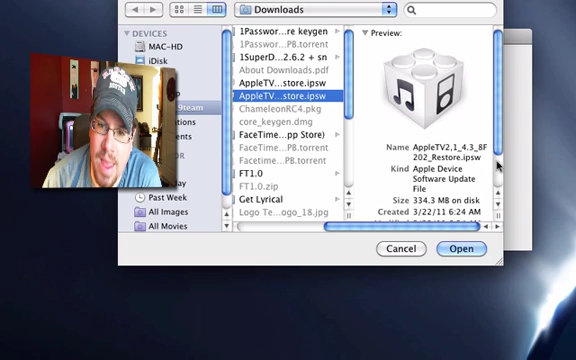 Downloads
DEVICES
MAC-HD
iDisk
9team
1Passwor...re keygen
1Passwor...PB.torrent
1SuperD...2.6.2 + sn
About Downloads.pdf
AppleTV...store.ipsw
AppleTV...store.ipsw
ChameleonRC4.pkg
core_keygen.dmg
FaceTime...pp Store)
FaceTime...PB.torrent
Facetime...PB.torrent
FT1.0
FT1.0.zip
Get Lyrical
Logo Te...ogo_18.jpg
Past Week
All Images
All Movies
Preview:
Name AppleTV2,1_4.3_8F
202_Restore.ipsw
Kind Apple Device
Software Update
File
Size 334.3 MB on disk
Created 3/22/11 6:24 AM
Cancel
Open